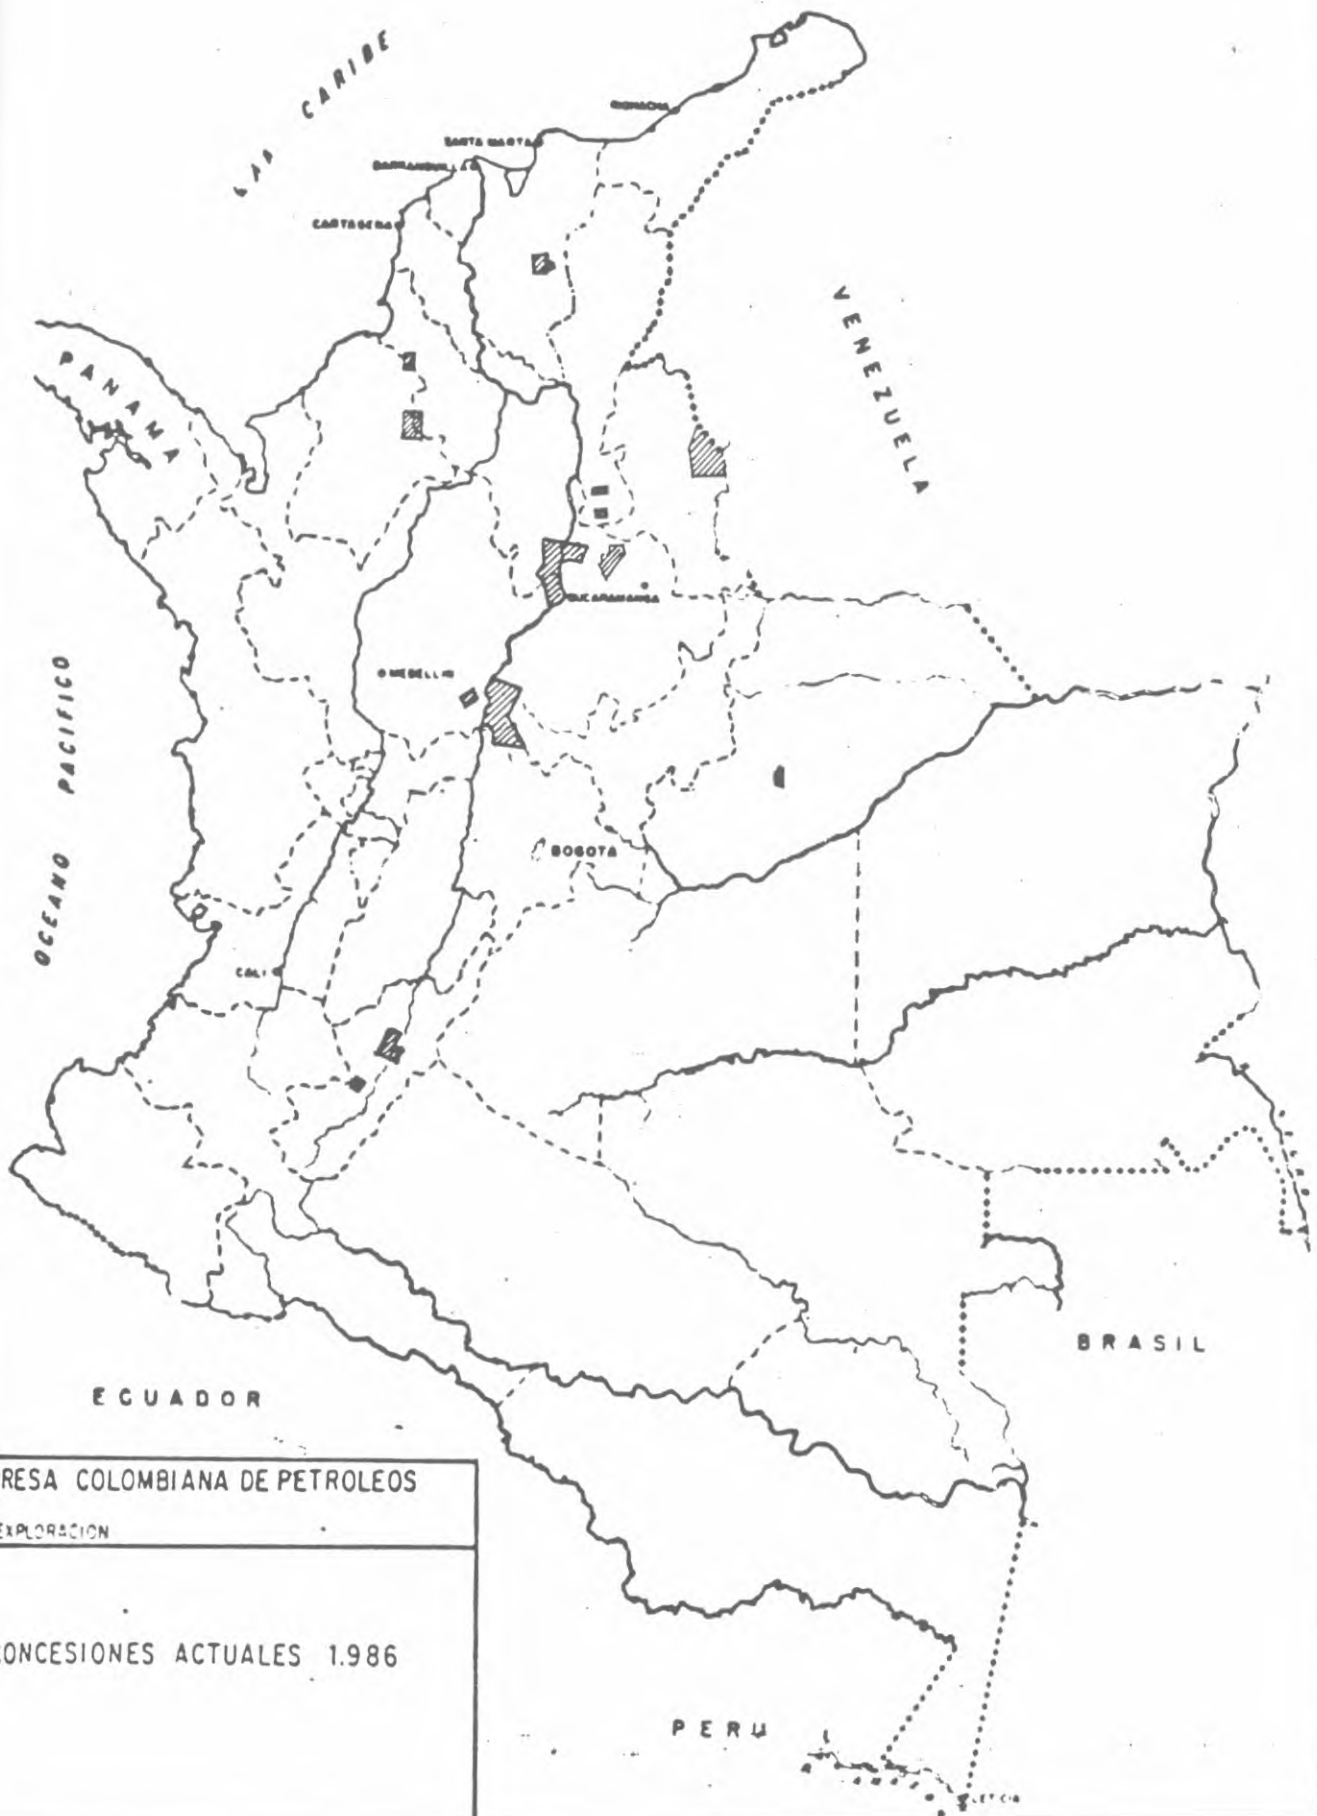 MAR CARIBE
RIOHACHA
SANTA MARTA
BARRANQUILLA
CARTAGENA
VENEZUELA
PANAMA
BUCARAMANGA
MEDELLIN
OCEANO PACIFICO
BOGOTA
CALI
BRASIL
ECUADOR
RESA COLOMBIANA DE PETROLEOS
EXPLORACION
CONCESIONES ACTUALES 1.986
PERU
LETICIA